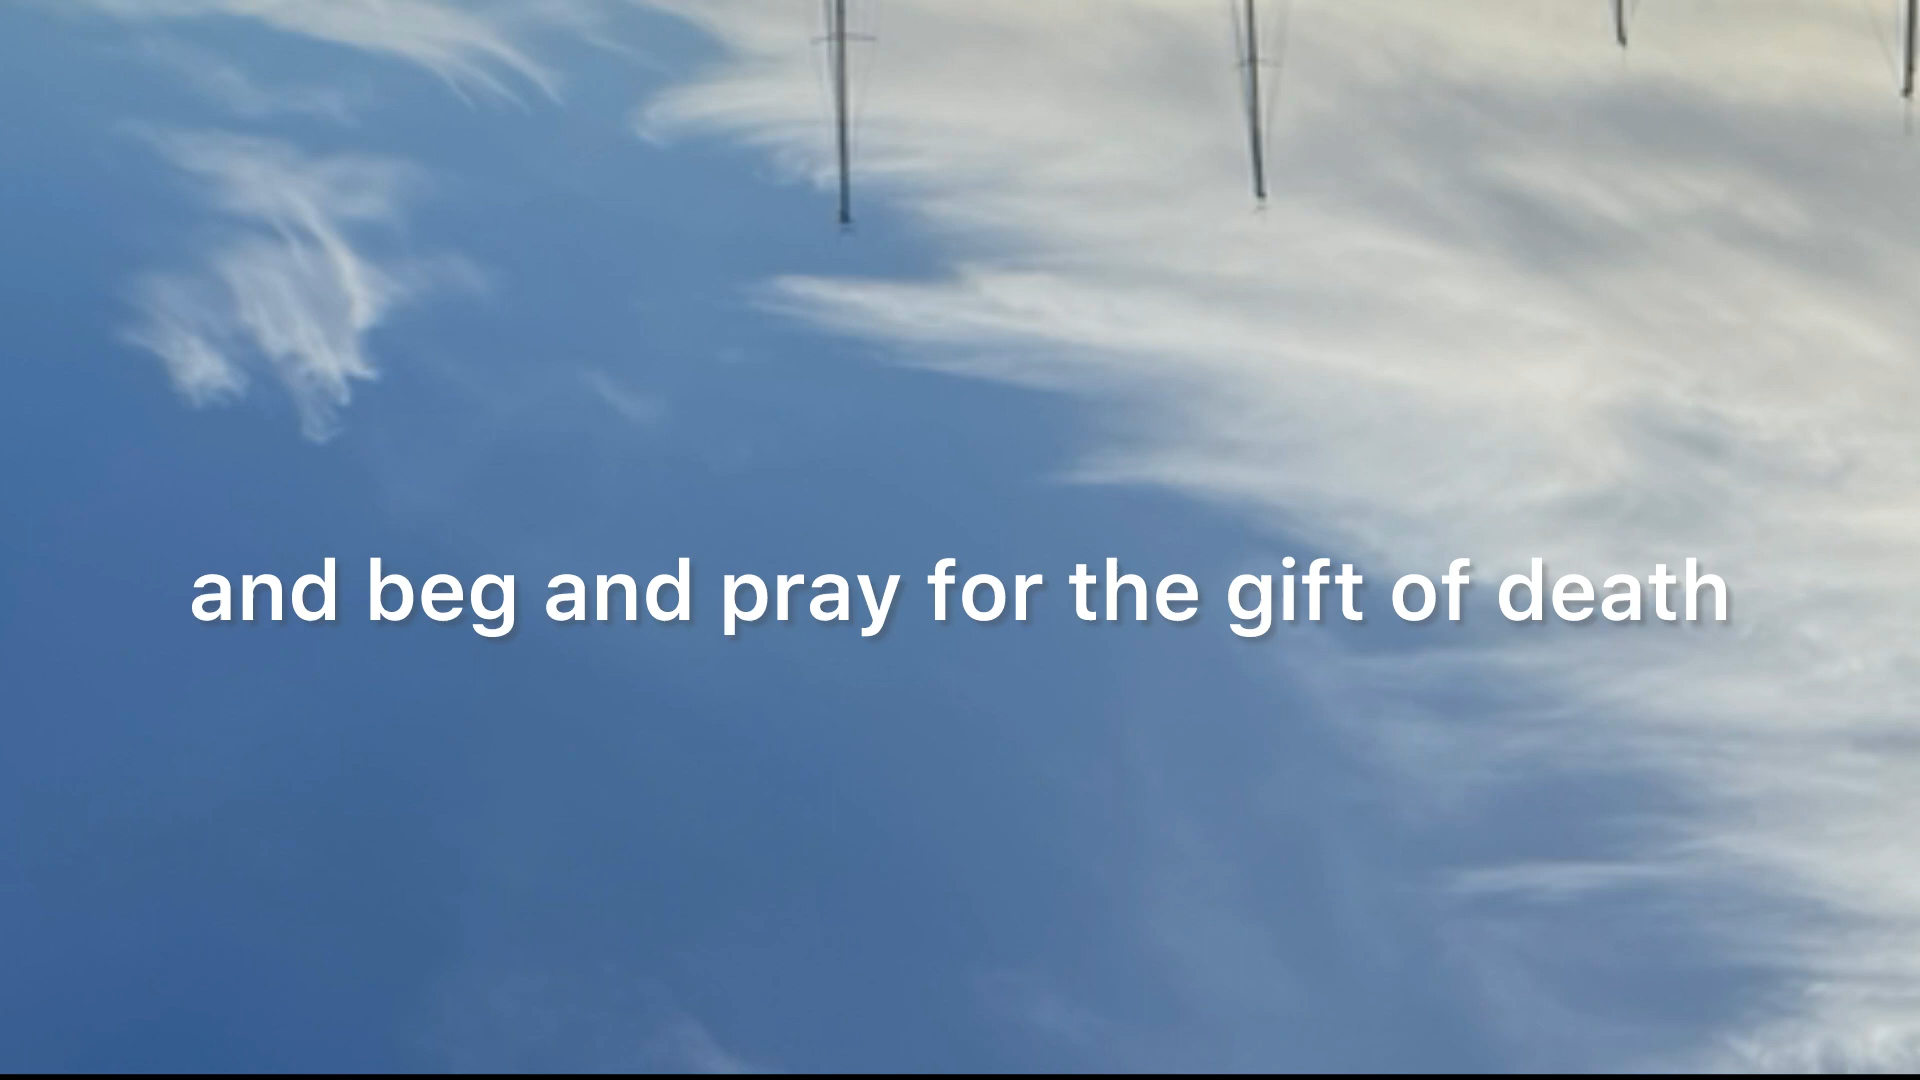 and beg and pray for the gift of death